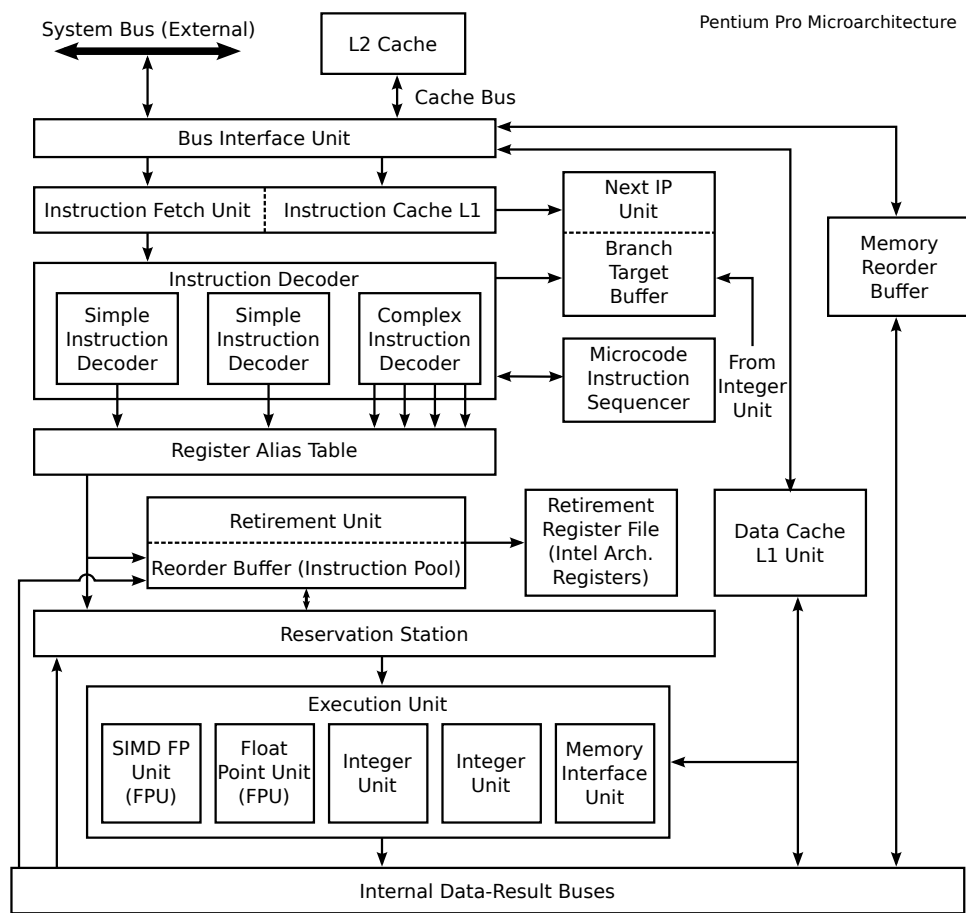 Pentium Pro Microarchitecture
System Bus (External)
L2 Cache
Cache Bus
Bus Interface Unit
Instruction Fetch Unit
Instruction Cache L1
Next IP
Unit
Branch
Target
Buffer
Memory
Reorder
Buffer
Instruction Decoder
Simple
Instruction
Decoder
Simple
Instruction
Decoder
Complex
Instruction
Decoder
Microcode
Instruction
Sequencer
From
Integer
Unit
Register Alias Table
Retirement Unit
Reorder Buffer (Instruction Pool)
Retirement
Register File
(Intel Arch.
Registers)
Data Cache
L1 Unit
Reservation Station
Execution Unit
SIMD FP
Unit
(FPU)
Float
Point Unit
(FPU)
Integer
Unit
Integer
Unit
Memory
Interface
Unit
Internal Data-Result Buses